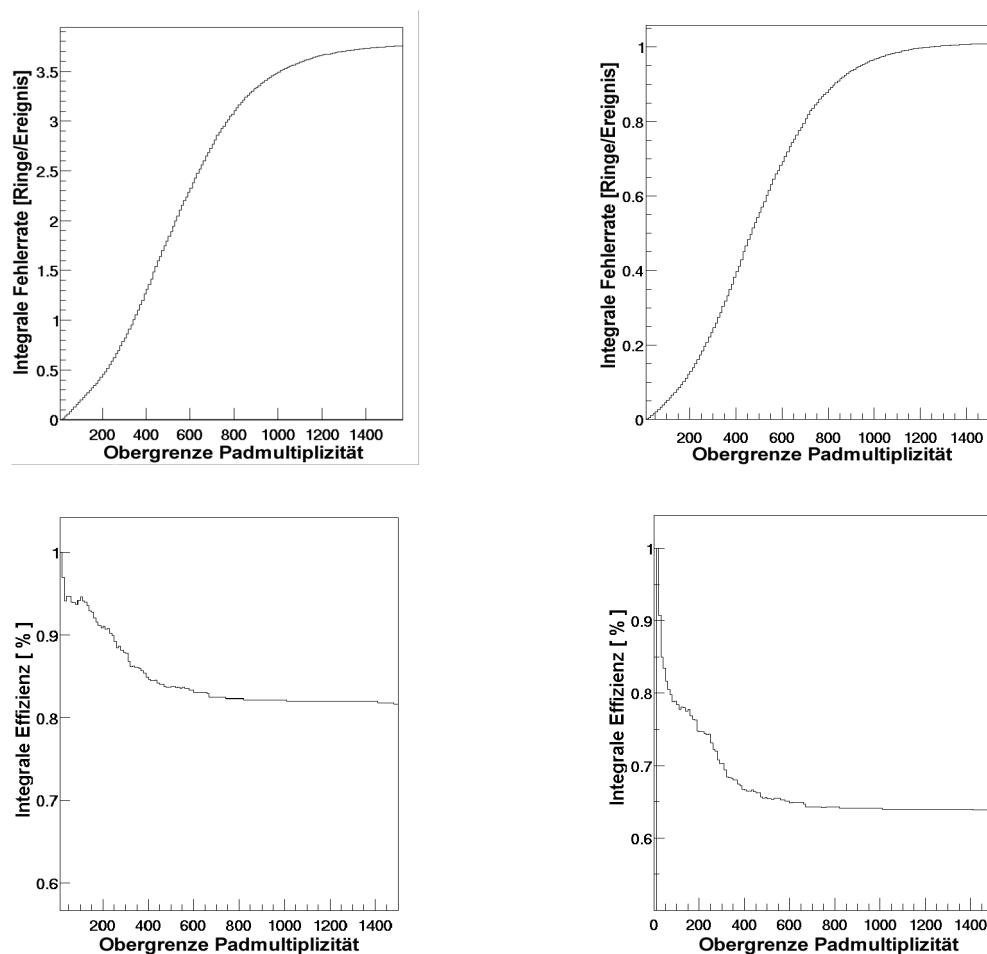 Integrale Fehlerrate [Ringe/Ereignis]
3.5
3
2.5
2
1.5
1
0.5
0
200 400 600 800 1000 1200 1400
Obergrenze Padmultiplizität
Integrale Fehlerrate [Ringe/Ereignis]
1
0.8
0.6
0.4
0.2
0
200 400 600 800 1000 1200 1400
Obergrenze Padmultiplizität
Integrale Effizienz [ % ]
1
0.9
0.8
0.7
0.6
200 400 600 800 1000 1200 1400
Obergrenze Padmultiplizität
Integrale Effizienz [ % ]
1
0.9
0.8
0.7
0.6
0 200 400 600 800 1000 1200 1400
Obergrenze Padmultiplizität